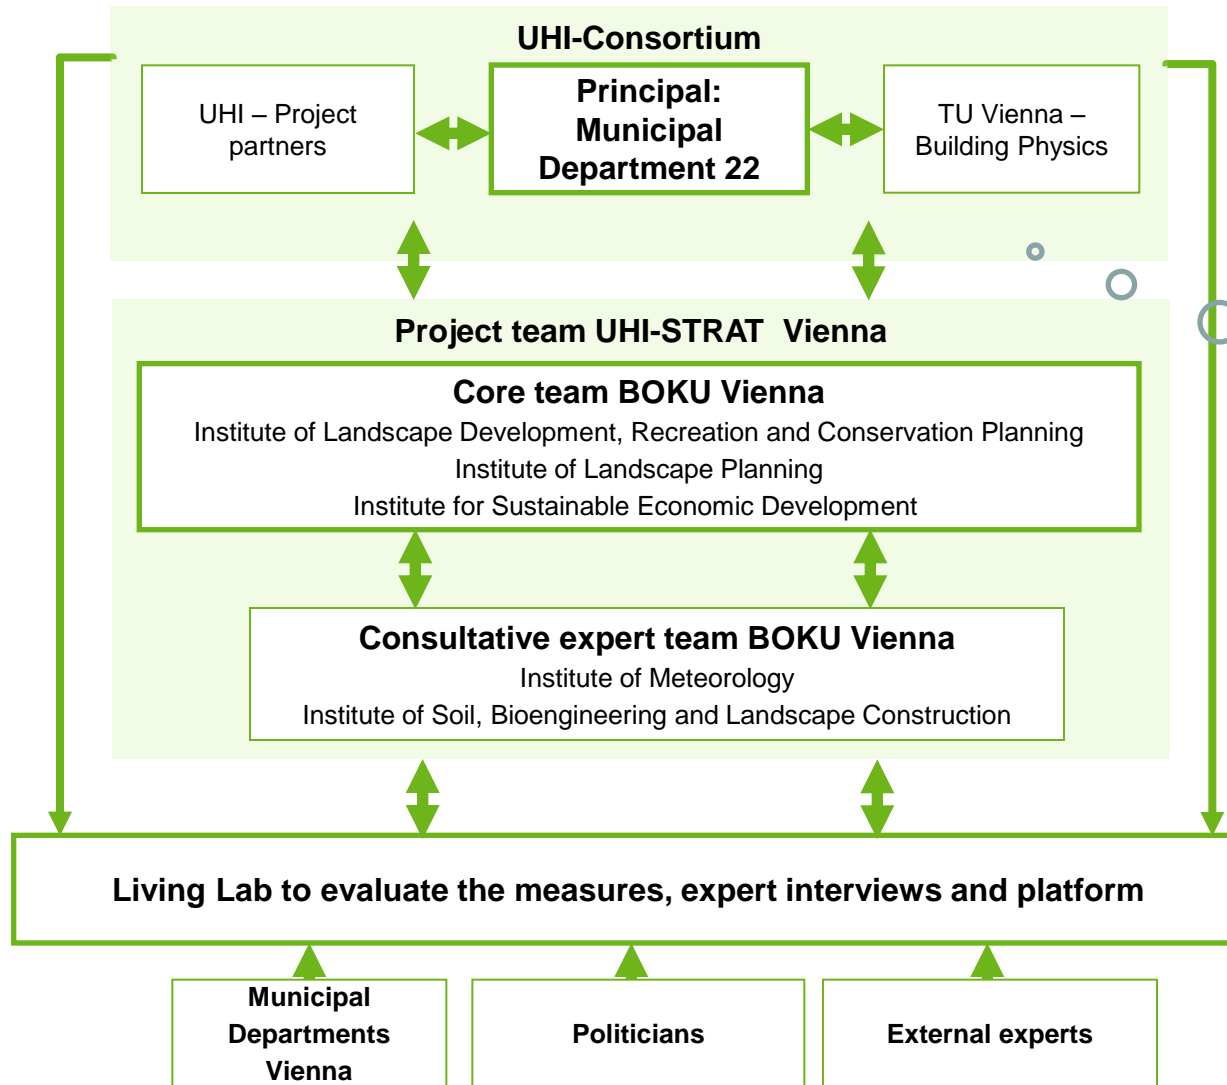 UHI-Consortium
UHI – Project
partners
Principal:
Municipal
Department 22
TU Vienna –
Building Physics
Project team UHI-STRAT  Vienna
Core team BOKU Vienna
Institute of Landscape Development, Recreation and Conservation Planning
Institute of Landscape Planning
Institute for Sustainable Economic Development
Consultative expert team BOKU Vienna
Institute of Meteorology
Institute of Soil, Bioengineering and Landscape Construction
Living Lab to evaluate the measures, expert interviews and platform
Municipal
Departments
Vienna
Politicians
External experts